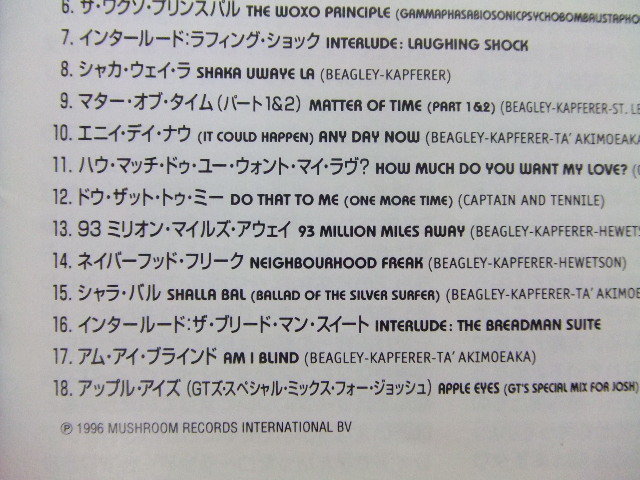 6. ザ・ワクソ・プリンスパル THE WOXO PRINCIPLE (GAMMAPHASABIOSONICPSYCHOBOMBAUSTAPHO
7. インタールード:ラフィング・ショック INTERLUDE: LAUGHING SHOCK
8. シャカ・ウェイ・ラ SHAKA UWAYE LA (BEAGLEY-KAPFERER)
9. マター・オブ・タイム (パート1&2) MATTER OF TIME (PART 1&2) (BEAGLEY-KAPFERER-ST. LE
10. エニイ・デイ・ナウ (IT COULD HAPPEN) ANY DAY NOW (BEAGLEY-KAPFERER-TA' AKIMOEAKA
11. ハウ・マッチ・ドゥ・ユー・ウォント・マイ・ラヴ? HOW MUCH DO YOU WANT MY LOVE?
12. ドウ・ザット・トゥ・ミー DO THAT TO ME (ONE MORE TIME) (CAPTAIN AND TENNILE)
13. 93 ミリオン・マイルズ・アウェイ 93 MILLION MILES AWAY (BEAGLEY-KAPFERER-HEWETS
14. ネイバーフッド・フリーク NEIGHBOURHOOD FREAK (BEAGLEY-KAPFERER-HEWETSON)
15. シャラ・バル SHALLA BAL (BALLAD OF THE SILVER SURFER) (BEAGLEY-KAPFERER-TA' AKIMOE
16. インタールード:ザ・ブリード・マン・スイート INTERLUDE: THE BREADMAN SUITE
17. アム・アイ・ブラインド AM I BLIND (BEAGLEY-KAPFERER-TA' AKIMOEAKA)
18. アップル・アイズ (GTズ・スペシャル・ミックス・フォー・ジョッシュ) APPLE EYES (GT'S SPECIAL MIX FOR JOSH)
℗ 1996 MUSHROOM RECORDS INTERNATIONAL BV